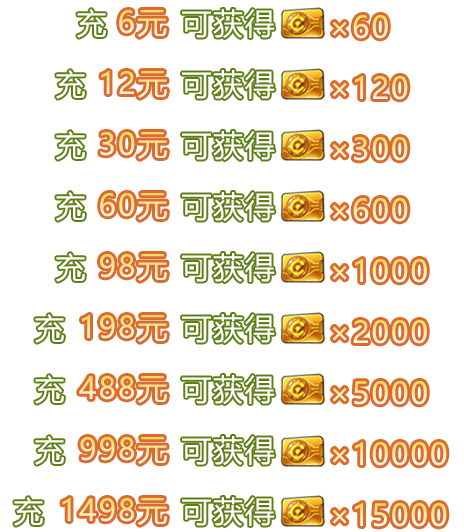 充 6元 可获得 ×60
充 12元 可获得 ×120
充 30元 可获得 ×300
充 60元 可获得 ×600
充 98元 可获得 ×1000
充 198元 可获得 ×2000
充 488元 可获得 ×5000
充 998元 可获得 ×10000
充 1498元 可获得 ×15000